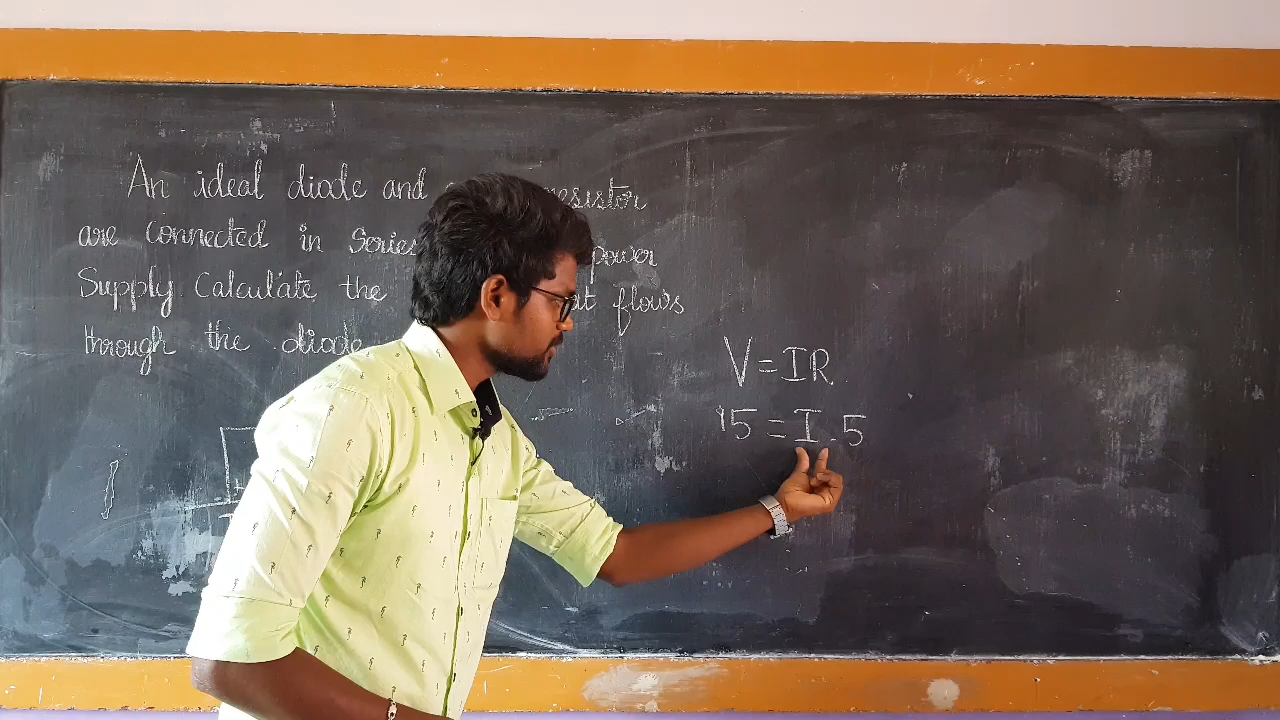 An ideal diode and resistor
are Connected in Series power
Supply Calculate the at flows
through the diode
V = IR
15 = I . 5